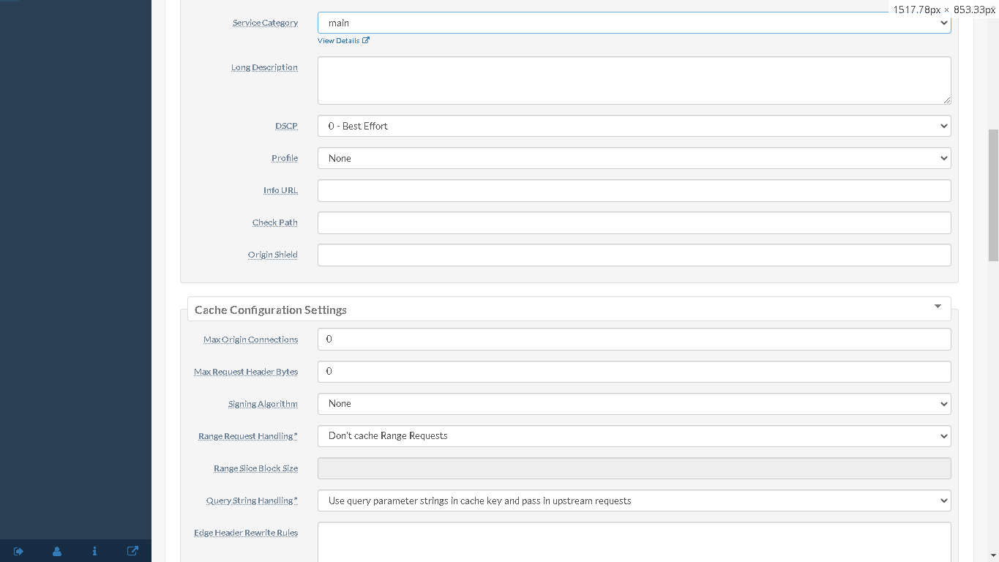 1517.78px × 853.33px
Service Category
main
View Details
Long Description
DSCP
0 - Best Effort
Profile
None
Info URL
Check Path
Origin Shield
Cache Configuration Settings
Max Origin Connections
0
Max Request Header Bytes
0
Signing Algorithm
None
Range Request Handling *
Don't cache Range Requests
Range Slice Block Size
Query String Handling *
Use query parameter strings in cache key and pass in upstream requests
Edge Header Rewrite Rules